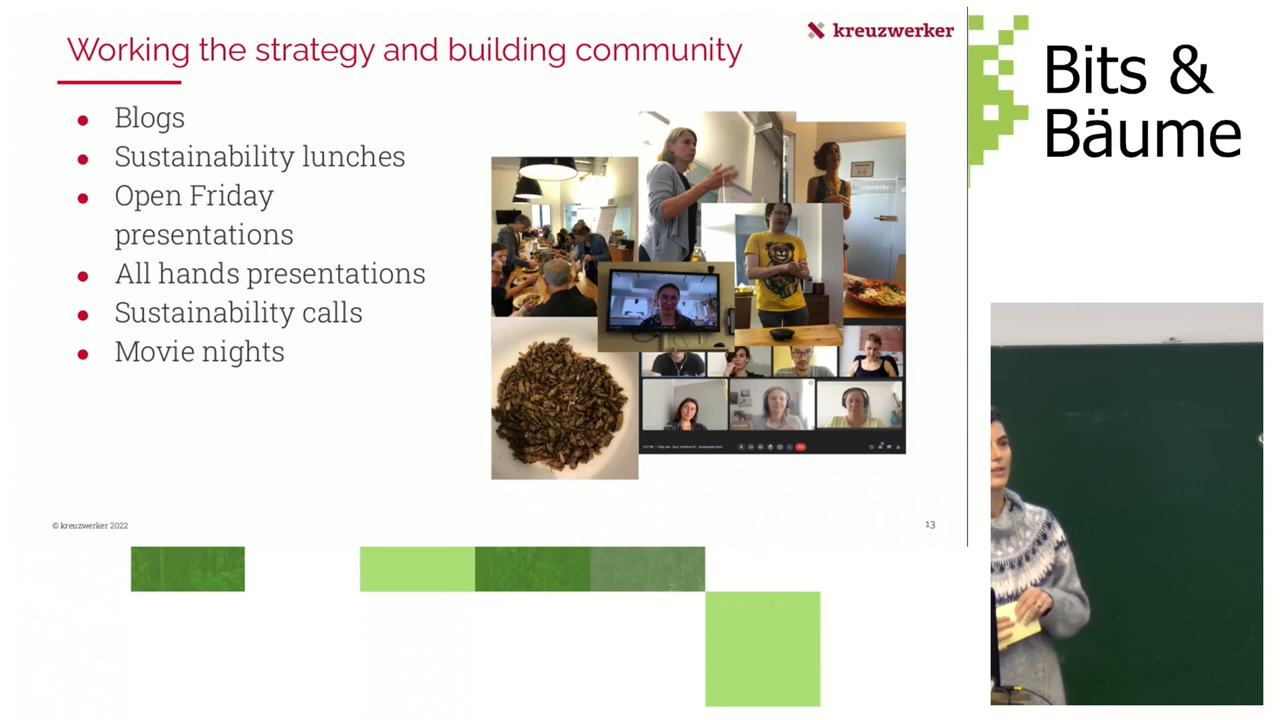 Working the strategy and building community
kreuzwerker
● Blogs
● Sustainability lunches
● Open Friday
presentations
● All hands presentations
● Sustainability calls
● Movie nights
© kreuzwerker 2022
13
Bits &
Bäume